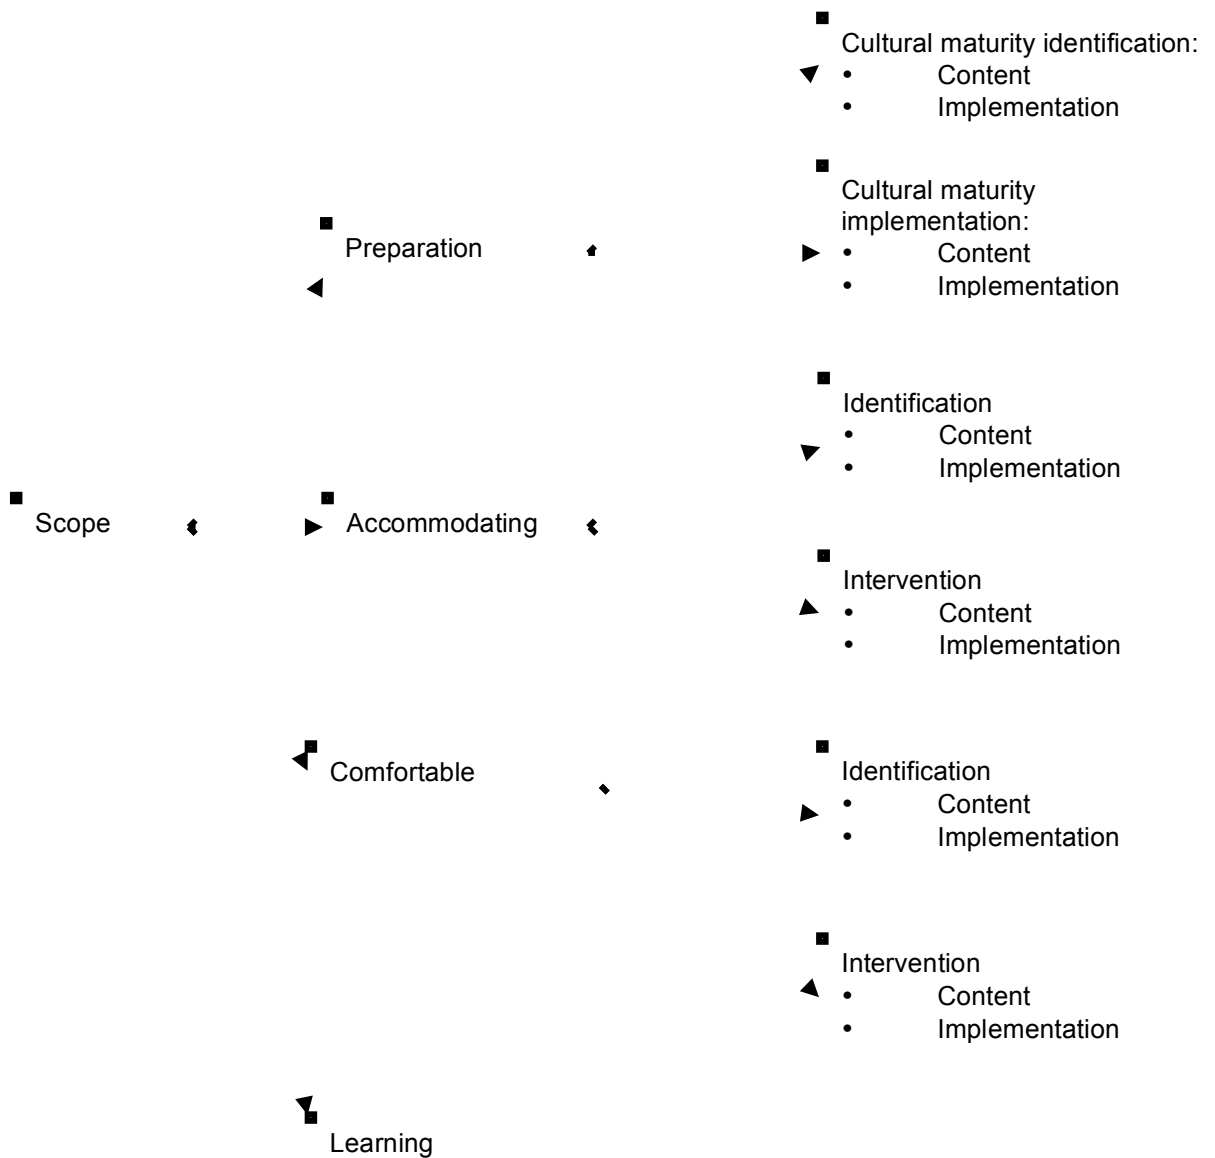 Cultural maturity identification:
• Content
• Implementation
Cultural maturity
implementation:
• Content
• Implementation
Preparation
Identification
• Content
• Implementation
Scope
Accommodating
Intervention
• Content
• Implementation
Comfortable
Identification
• Content
• Implementation
Intervention
• Content
• Implementation
Learning